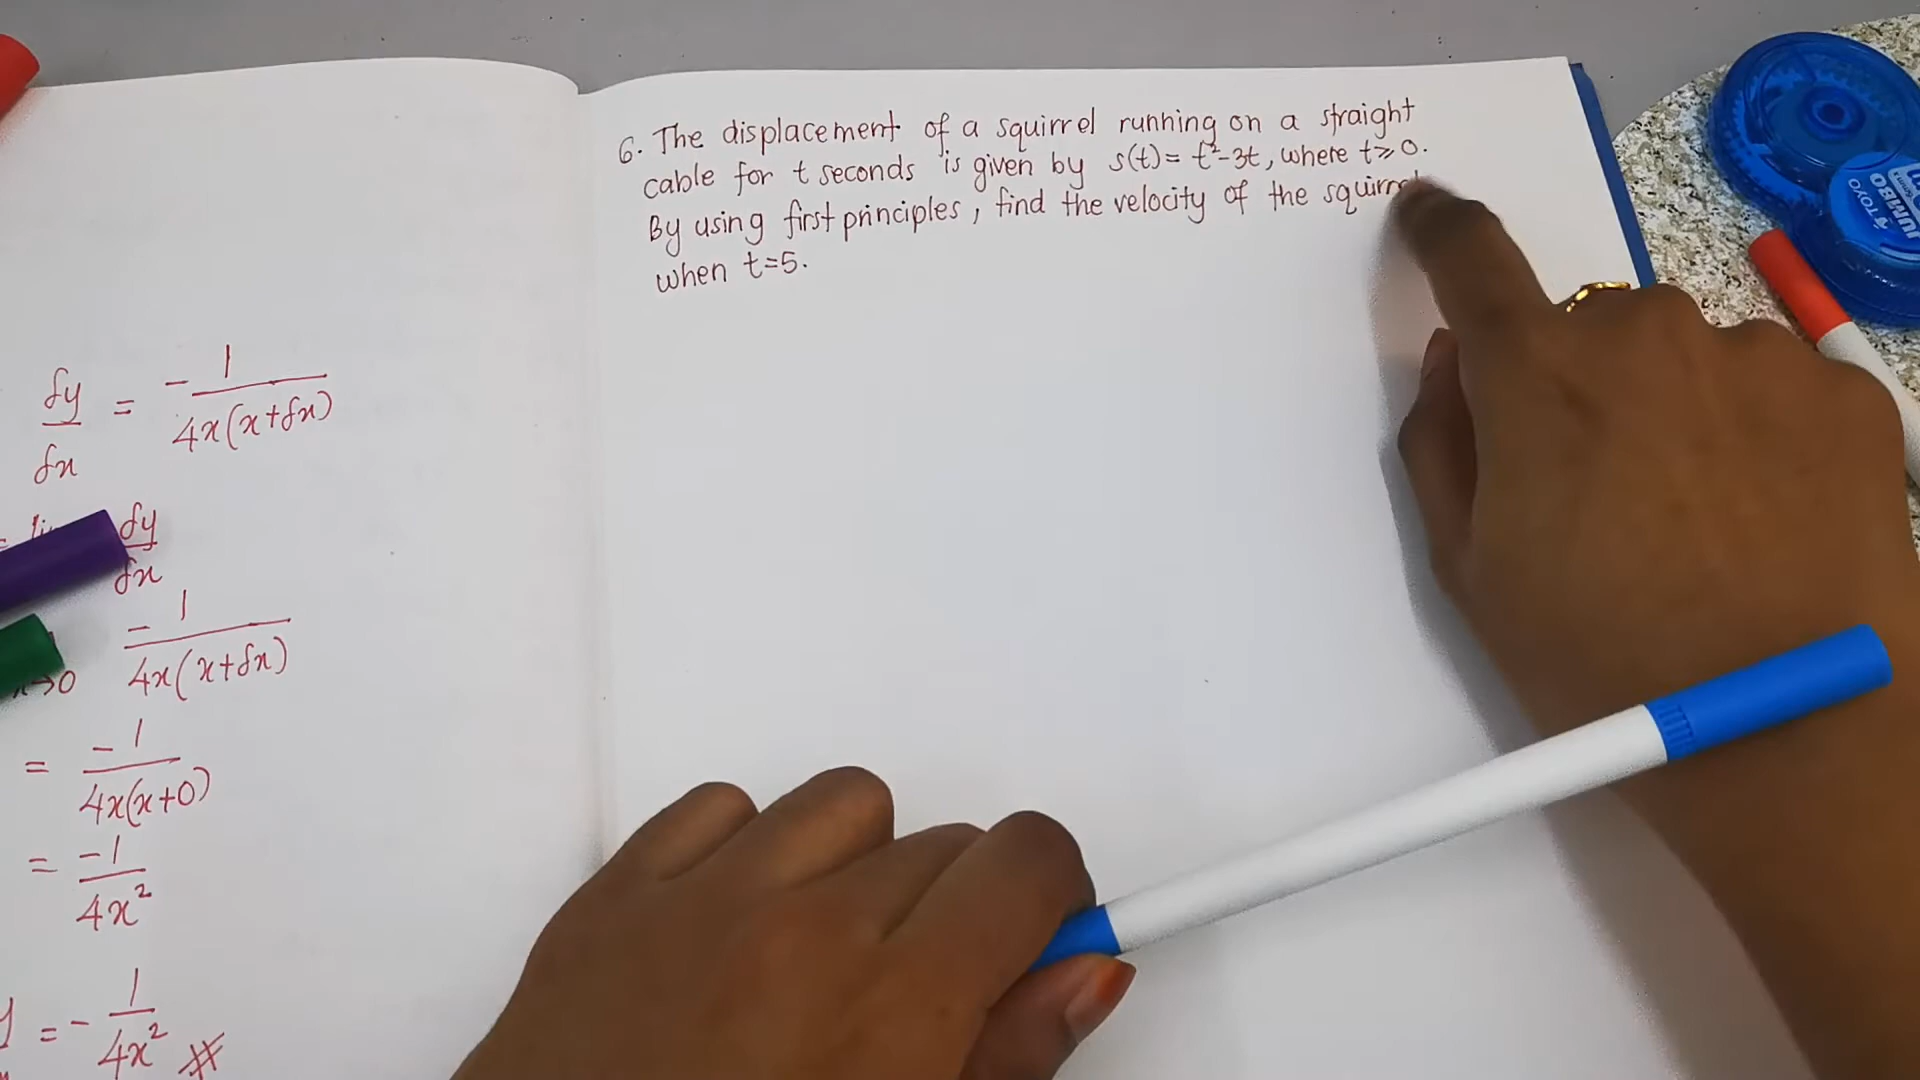 δy/δx = -1/4x(x+δx)
δy/δx
-1/4x(x+δx)
→0
= -1/4x(x+0)
= -1/4x²
= -1/4x² ⋕
6. The displacement of a squirrel running on a straight
cable for t seconds is given by s(t) = t²-3t, where t⩾0.
By using first principles, find the velocity of the squirrel
when t=5.
TOYO
JUMBO